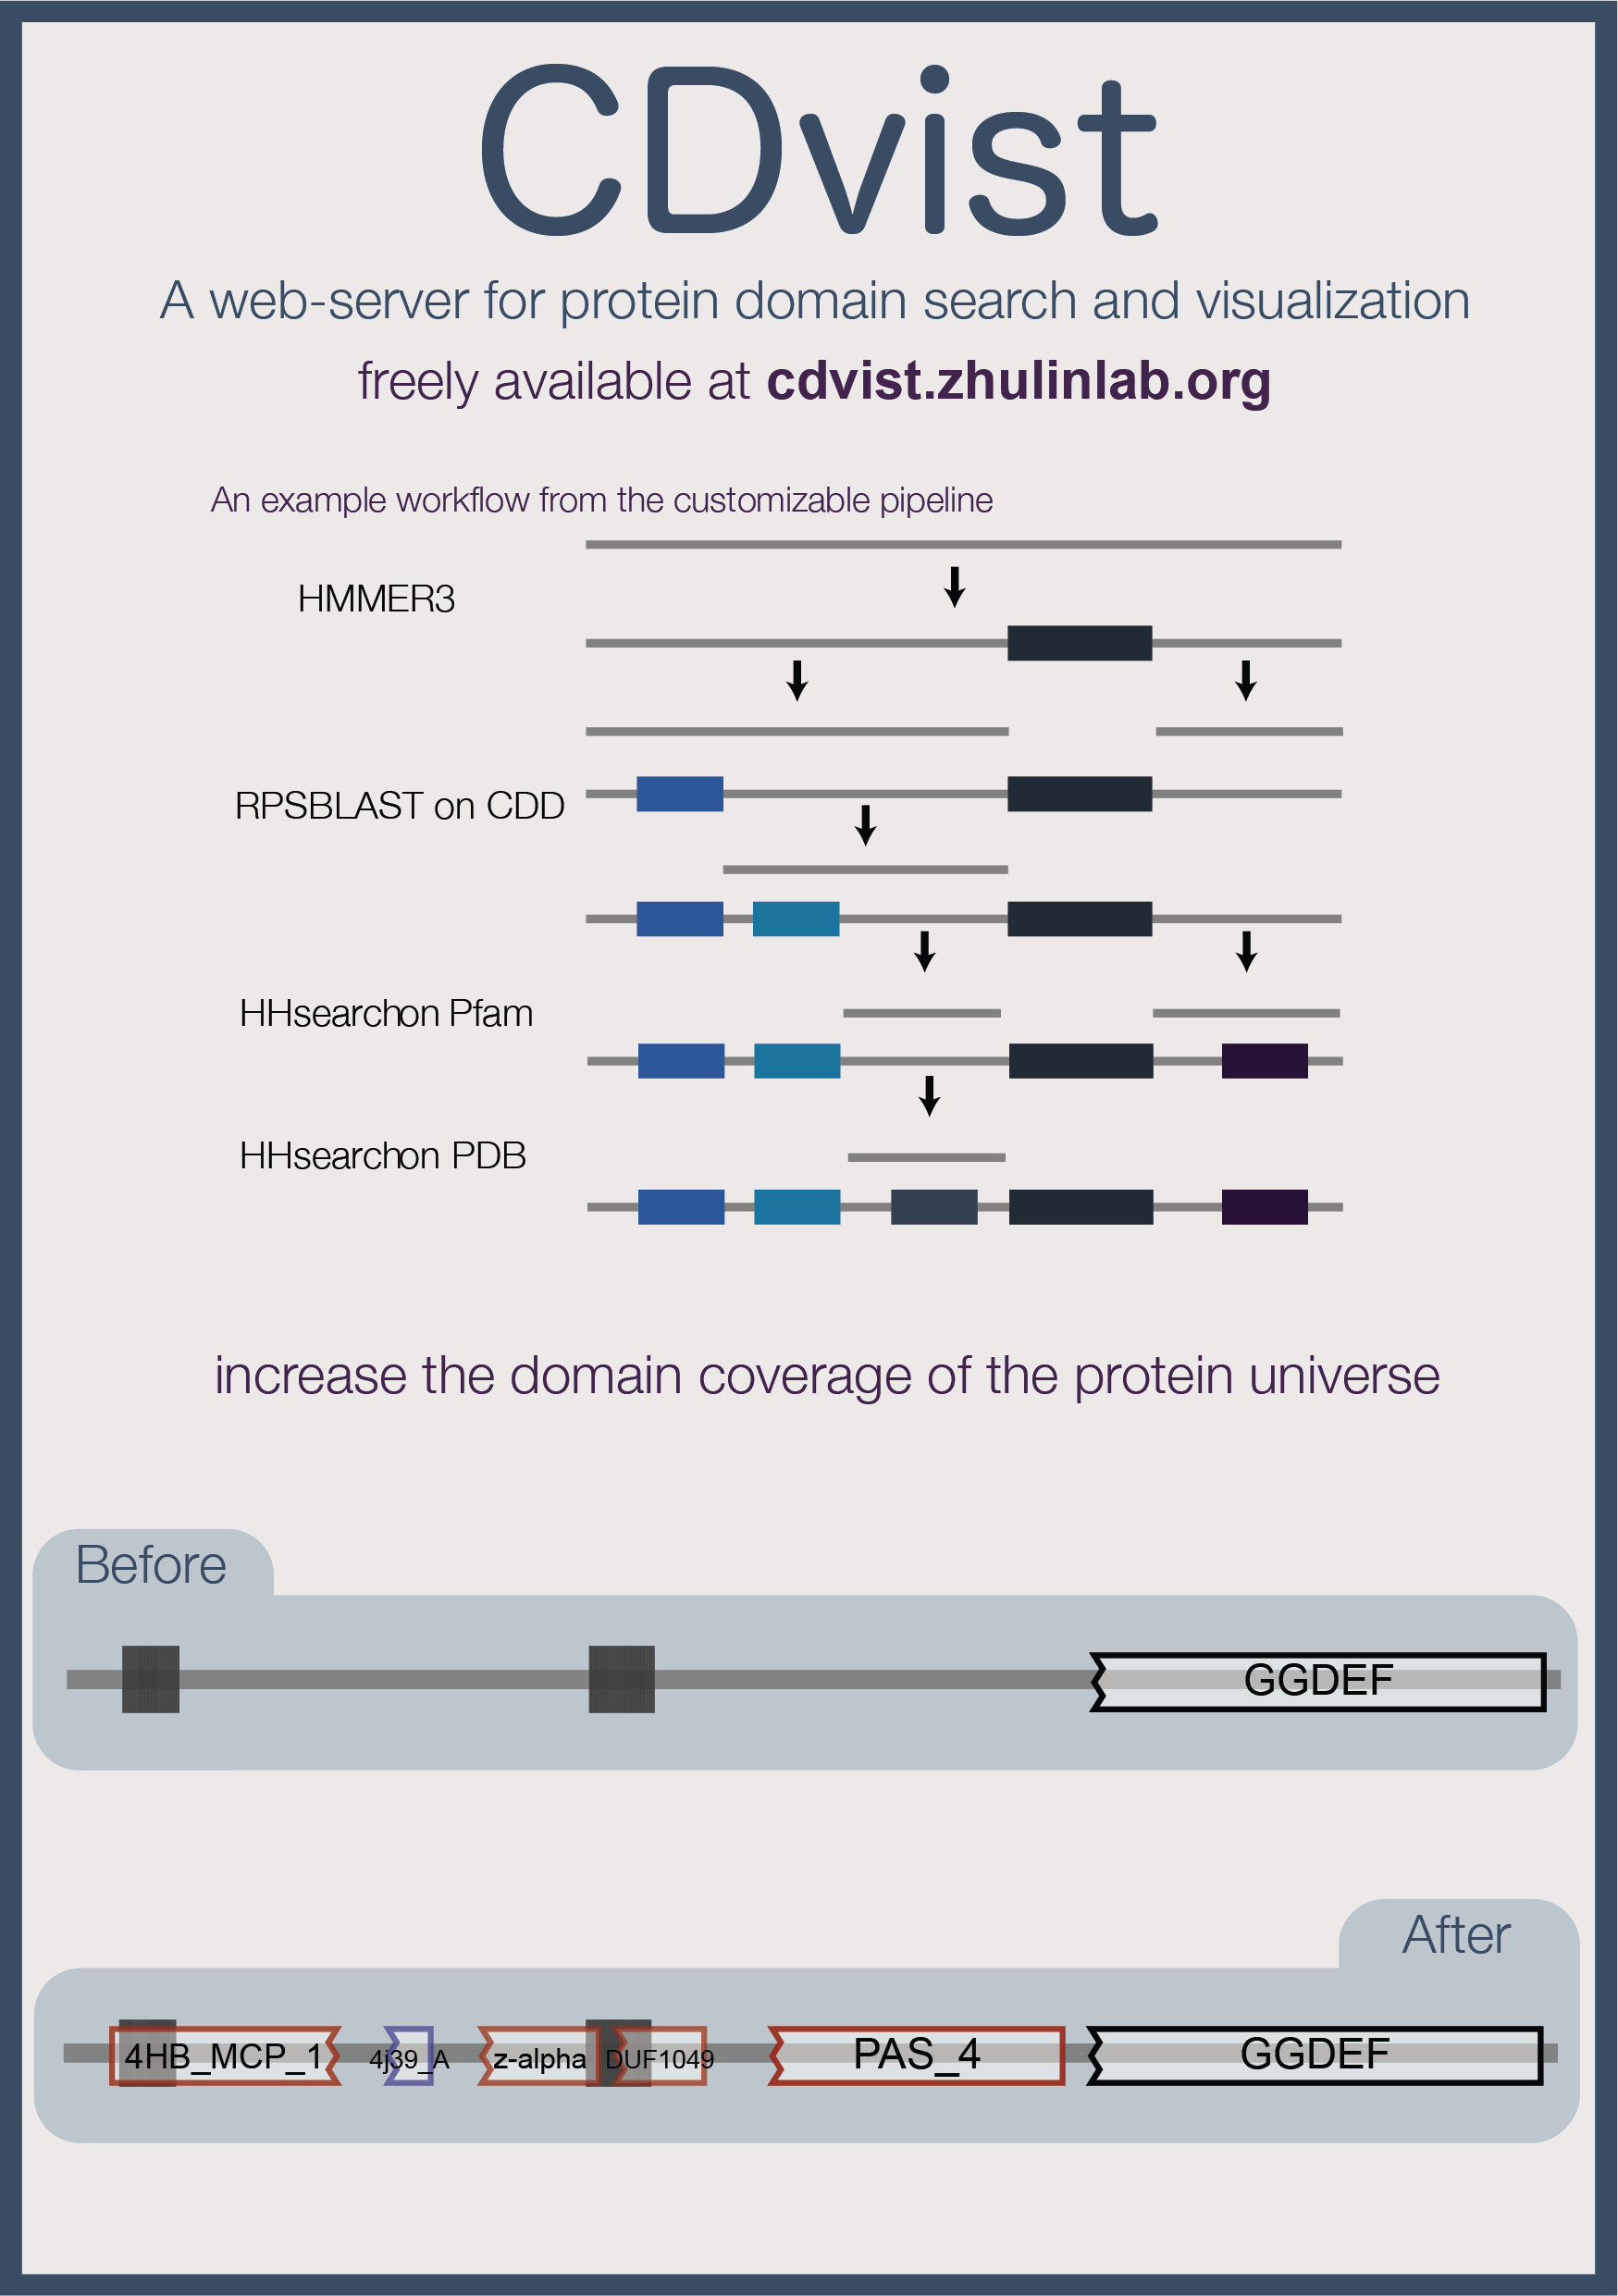 CDvist
A web-server for protein domain search and visualization
freely available at cdvist.zhulinlab.org
An example workflow from the customizable pipeline
HMMER3
RPSBLAST on CDD
HHsearchon Pfam
HHsearchon PDB
increase the domain coverage of the protein universe
Before
GGDEF
After
4HB_MCP_1 4j39_A z-alpha DUF1049 PAS_4 GGDEF